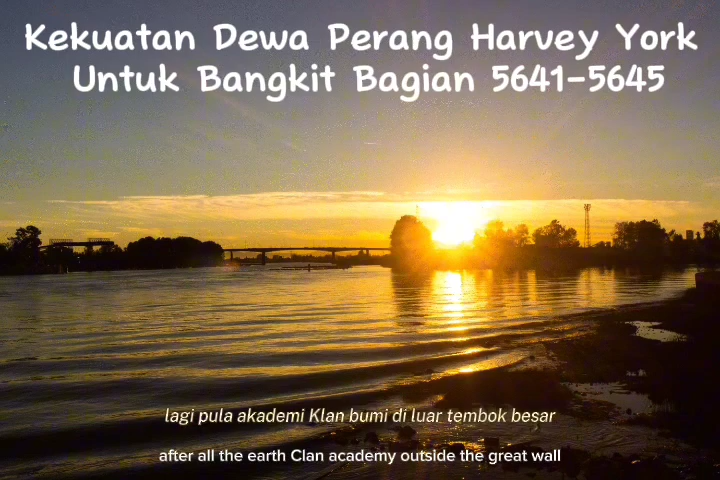 Kekuatan Dewa Perang Harvey York
Untuk Bangkit Bagian 5641-5645
lagi pula akademi Klan bumi di luar tembok besar
after all the earth Clan academy outside the great wall